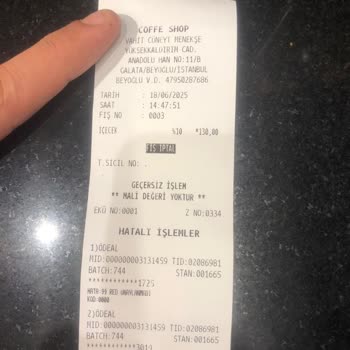 COFFE SHOP
VAHİT CÜNEYT MENEKŞE
YÜKSEKKALDIRIM CAD.
ANADOLU HAN NO:11/B
GALATA/BEYOĞLU/İSTANBUL
BEYOĞLU V.D. 47950287686
TARİH : 18/06/2025
SAAT : 14:47:51
FİŞ NO : 0003
İÇECEK %10 *130,00
FİŞ İPTAL
T.SİCİL NO: .
GEÇERSİZ İŞLEM
** MALİ DEĞERİ YOKTUR **
EKÜ NO:0001 Z NO:0334
HATALI İŞLEMLER
1)ÖDEAL
MID:000000003131459 TID:02086981
BATCH:744 STAN:001665
************1725
2)ÖDEAL
MID:000000003131459 TID:02086981
BATCH:744 STAN:001665